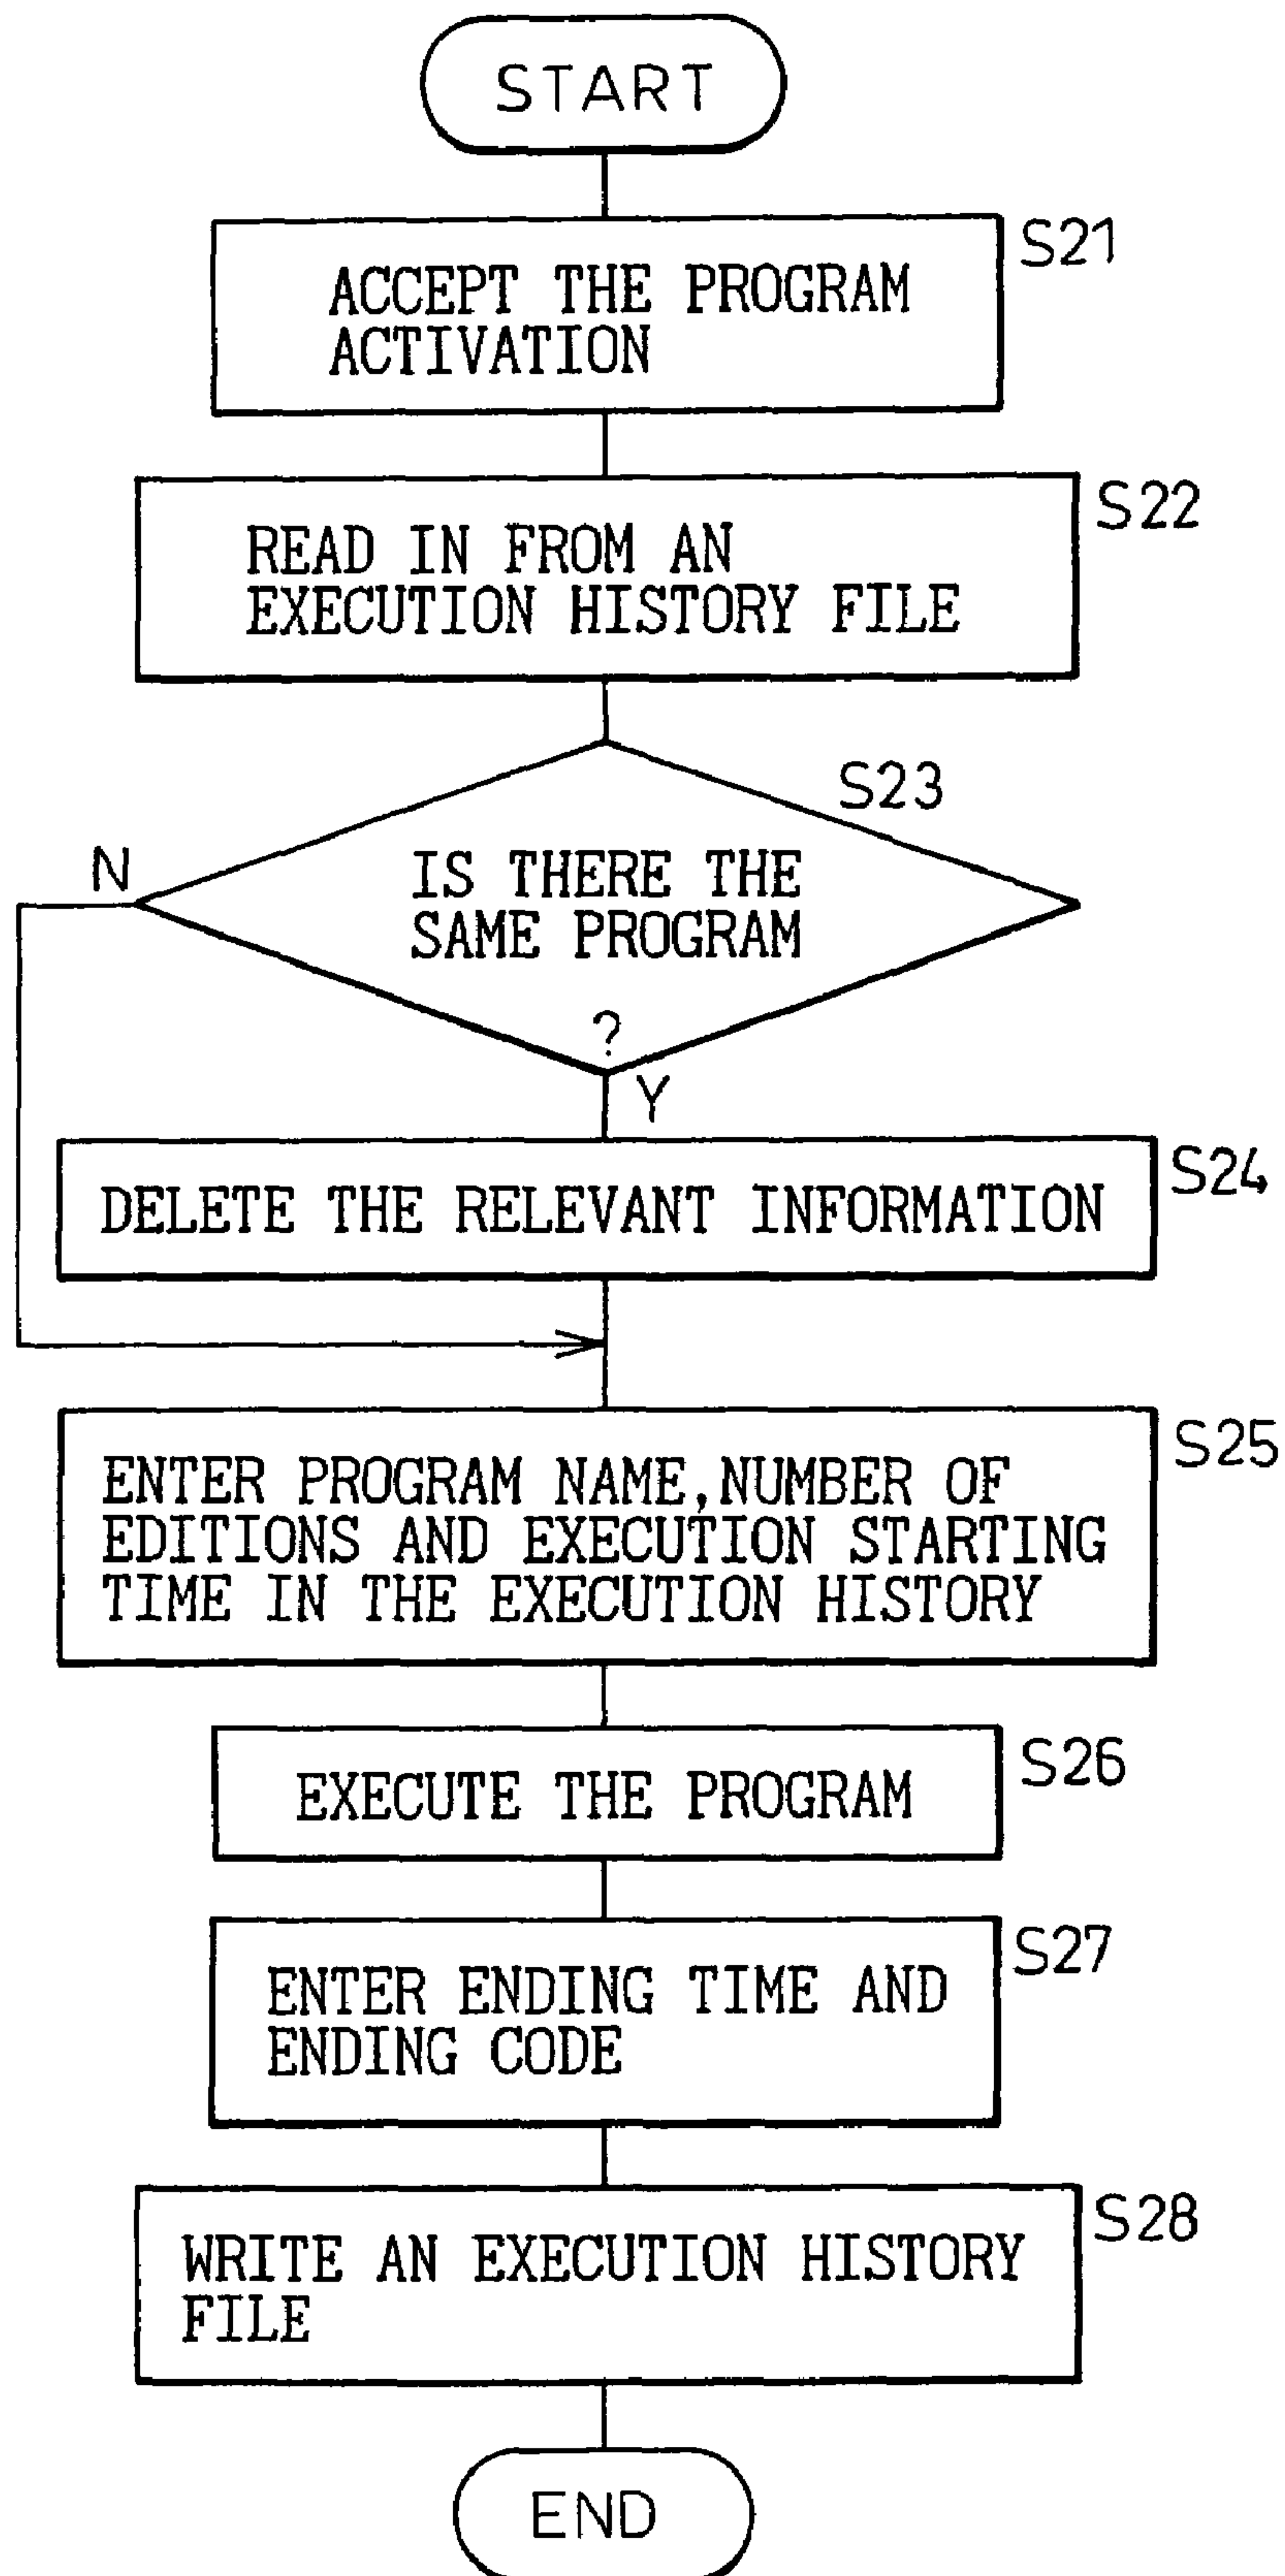 START
S21
ACCEPT THE PROGRAM
ACTIVATION
S22
READ IN FROM AN
EXECUTION HISTORY FILE
S23
N
IS THERE THE
SAME PROGRAM
?
Y
S24
DELETE THE RELEVANT INFORMATION
S25
ENTER PROGRAM NAME,NUMBER OF
EDITIONS AND EXECUTION STARTING
TIME IN THE EXECUTION HISTORY
S26
EXECUTE THE PROGRAM
S27
ENTER ENDING TIME AND
ENDING CODE
S28
WRITE AN EXECUTION HISTORY
FILE
END